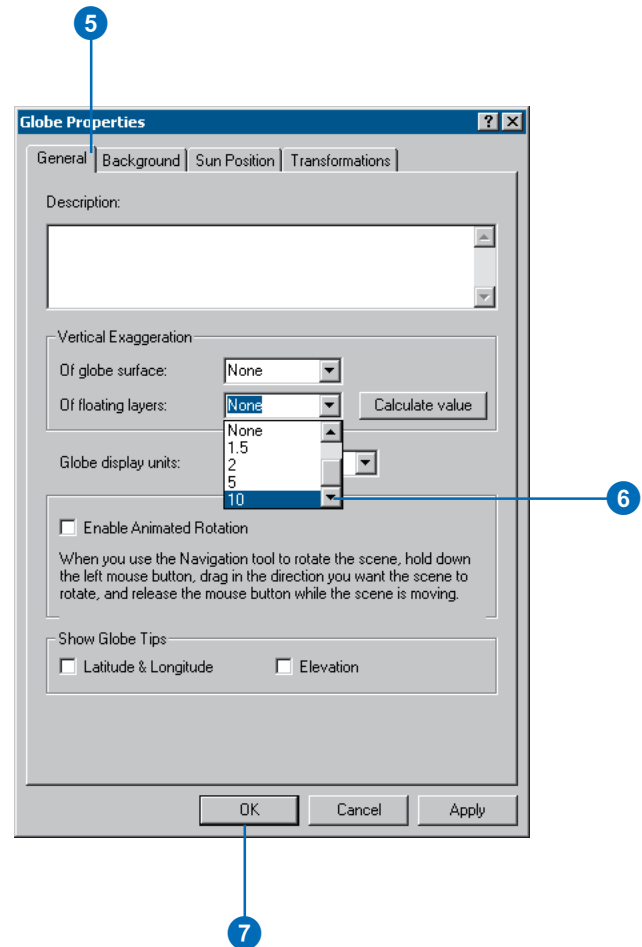 5
Globe Properties
General Background Sun Position Transformations
Description:
Vertical Exaggeration
Of globe surface: None
Of floating layers: None Calculate value
None
1.5
Globe display units: 2
5
10 6
Enable Animated Rotation
When you use the Navigation tool to rotate the scene, hold down
the left mouse button, drag in the direction you want the scene to
rotate, and release the mouse button while the scene is moving.
Show Globe Tips
Latitude & Longitude Elevation
OK Cancel Apply
7